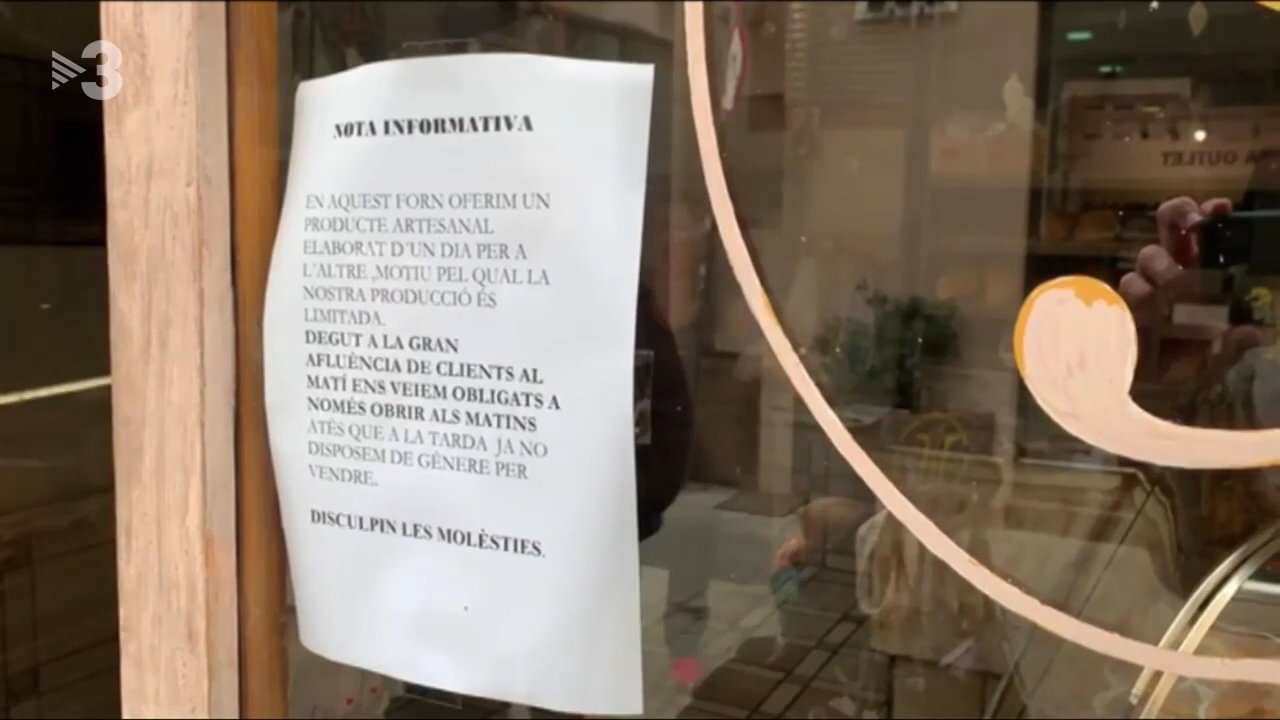 3
NOTA INFORMATIVA
EN AQUEST FORN OFERIM UN
PRODUCTE ARTESANAL
ELABORAT D'UN DIA PER A
L'ALTRE ,MOTIU PEL QUAL LA
NOSTRA PRODUCCIÓ ÉS
LIMITADA.
DEGUT A LA GRAN
AFLUÈNCIA DE CLIENTS AL
MATÍ ENS VEIEM OBLIGATS A
NOMÉS OBRIR ALS MATINS
ATÈS QUE A LA TARDA JA NO
DISPOSEM DE GÈNERE PER
VENDRE.
DISCULPIN LES MOLÈSTIES.
OUTLET